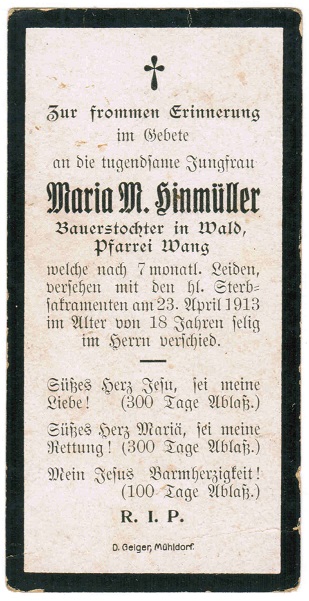 Zur frommen Erinnerung
im Gebete
an die tugendsame Jungfrau
Maria M. Hinmüller
Bauerstochter in Wald,
Pfarrei Wang
welche nach 7 monatl. Leiden,
versehen mit den hl. Sterb-
sakramenten am 23. April 1913
im Alter von 18 Jahren selig
im Herrn verschied.
Süßes Herz Jesu, sei meine
Liebe! (300 Tage Ablaß.)
Süßes Herz Mariä, sei meine
Rettung! (300 Tage Ablaß.)
Mein Jesus Barmherzigkeit!
(100 Tage Ablaß.)
R. I. P.
D. Geiger, Mühldorf.